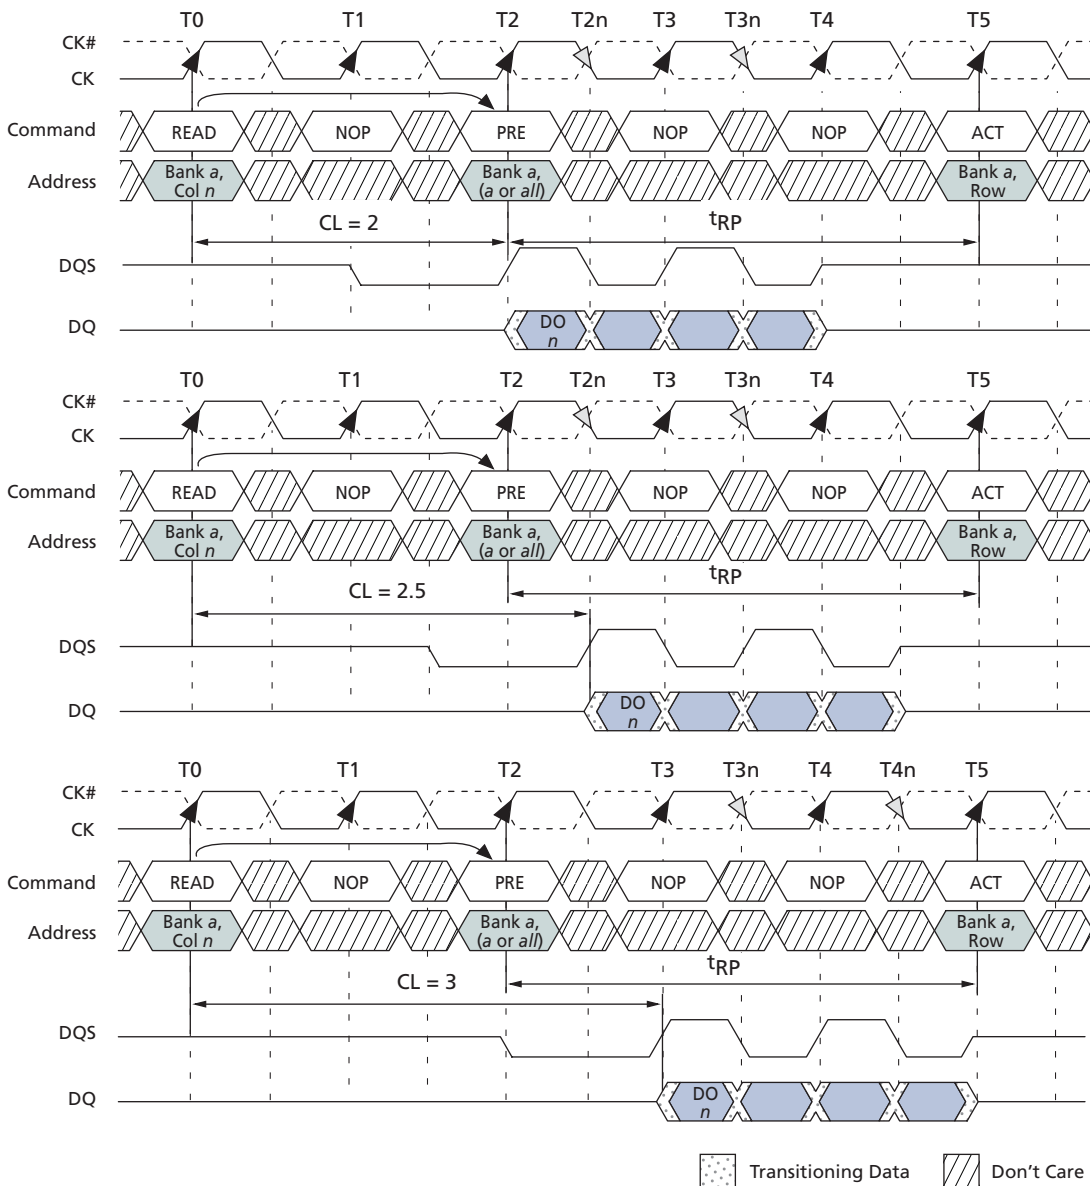 T0 T1 T2 T2n T3 T3n T4 T5
CK#
CK
Command READ NOP PRE NOP NOP ACT
Address Bank a, Col n Bank a, (a or all) Bank a, Row
CL = 2 tRP
DQS
DQ DO n
T0 T1 T2 T2n T3 T3n T4 T5
CK#
CK
Command READ NOP PRE NOP NOP ACT
Address Bank a, Col n Bank a, (a or all) Bank a, Row
tRP
CL = 2.5
DQS
DQ DO n
T0 T1 T2 T3 T3n T4 T4n T5
CK#
CK
Command READ NOP PRE NOP NOP ACT
Address Bank a, Col n Bank a, (a or all) Bank a, Row
tRP
CL = 3
DQS
DQ DO n
Transitioning Data Don't Care